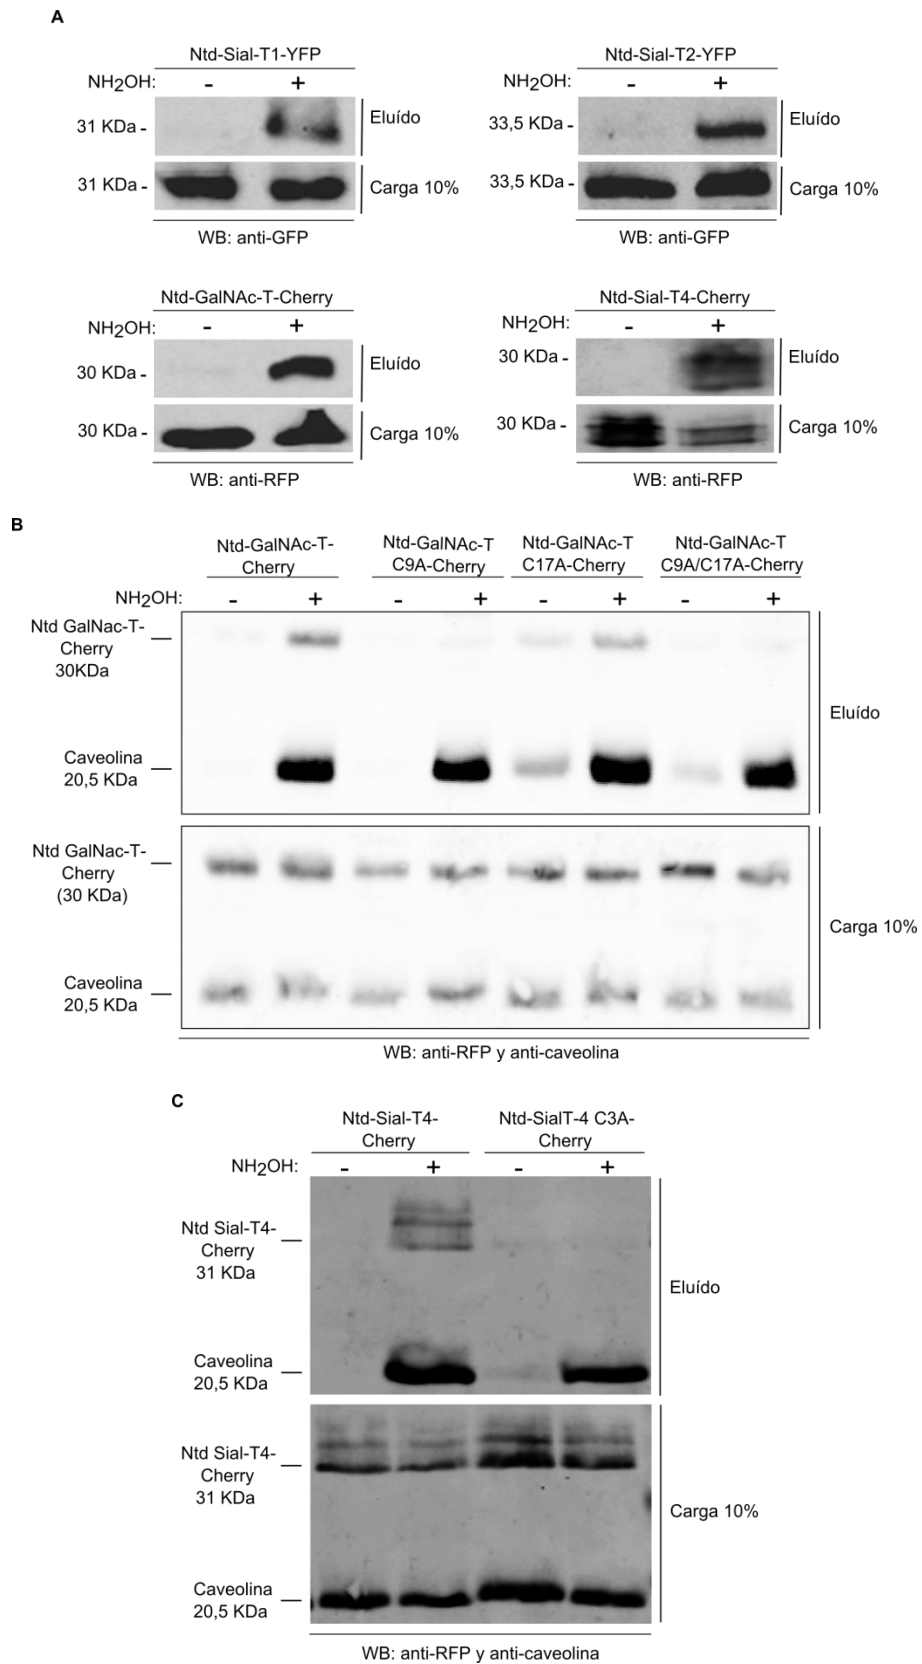 A
Ntd-Sial-T1-YFP
NH2OH: - +
31 KDa -
Eluído
31 KDa -
Carga 10%
WB: anti-GFP
Ntd-Sial-T2-YFP
NH2OH: - +
33,5 KDa -
Eluído
33,5 KDa -
Carga 10%
WB: anti-GFP
Ntd-GalNAc-T-Cherry
NH2OH: - +
30 KDa -
Eluído
30 KDa -
Carga 10%
WB: anti-RFP
Ntd-Sial-T4-Cherry
NH2OH: - +
30 KDa -
Eluído
30 KDa -
Carga 10%
WB: anti-RFP
B
Ntd-GalNAc-T-
Cherry
Ntd-GalNAc-T
C9A-Cherry
Ntd-GalNAc-T
C17A-Cherry
Ntd-GalNAc-T
C9A/C17A-Cherry
NH2OH: - + - + - + - +
Ntd GalNac-T-
Cherry
30KDa
Caveolina
20,5 KDa
Eluído
Ntd GalNac-T-
Cherry
(30 KDa)
Caveolina
20,5 KDa
Carga 10%
WB: anti-RFP y anti-caveolina
C
Ntd-Sial-T4-
Cherry
Ntd-SialT-4 C3A-
Cherry
NH2OH: - + - +
Ntd Sial-T4-
Cherry
31 KDa
Caveolina
20,5 KDa
Eluído
Ntd Sial-T4-
Cherry
31 KDa
Caveolina
20,5 KDa
Carga 10%
WB: anti-RFP y anti-caveolina